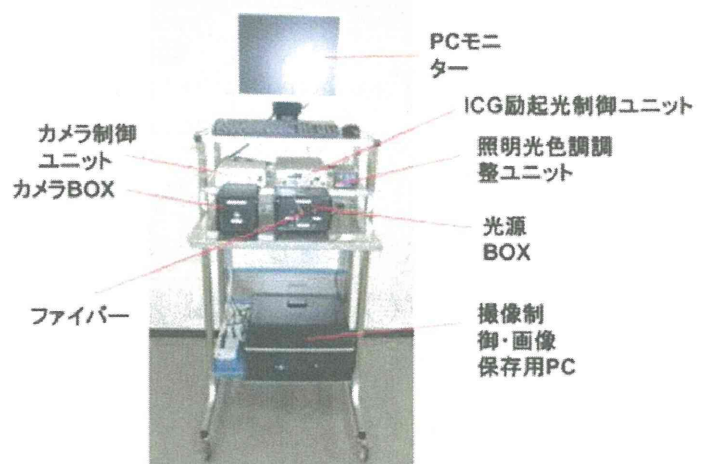 PCモニ
ター
ICG励起光制御ユニット
カメラ制御
ユニット
照明光色調調
整ユニット
カメラBOX
光源
BOX
ファイバー
撮像制
御・画像
保存用PC